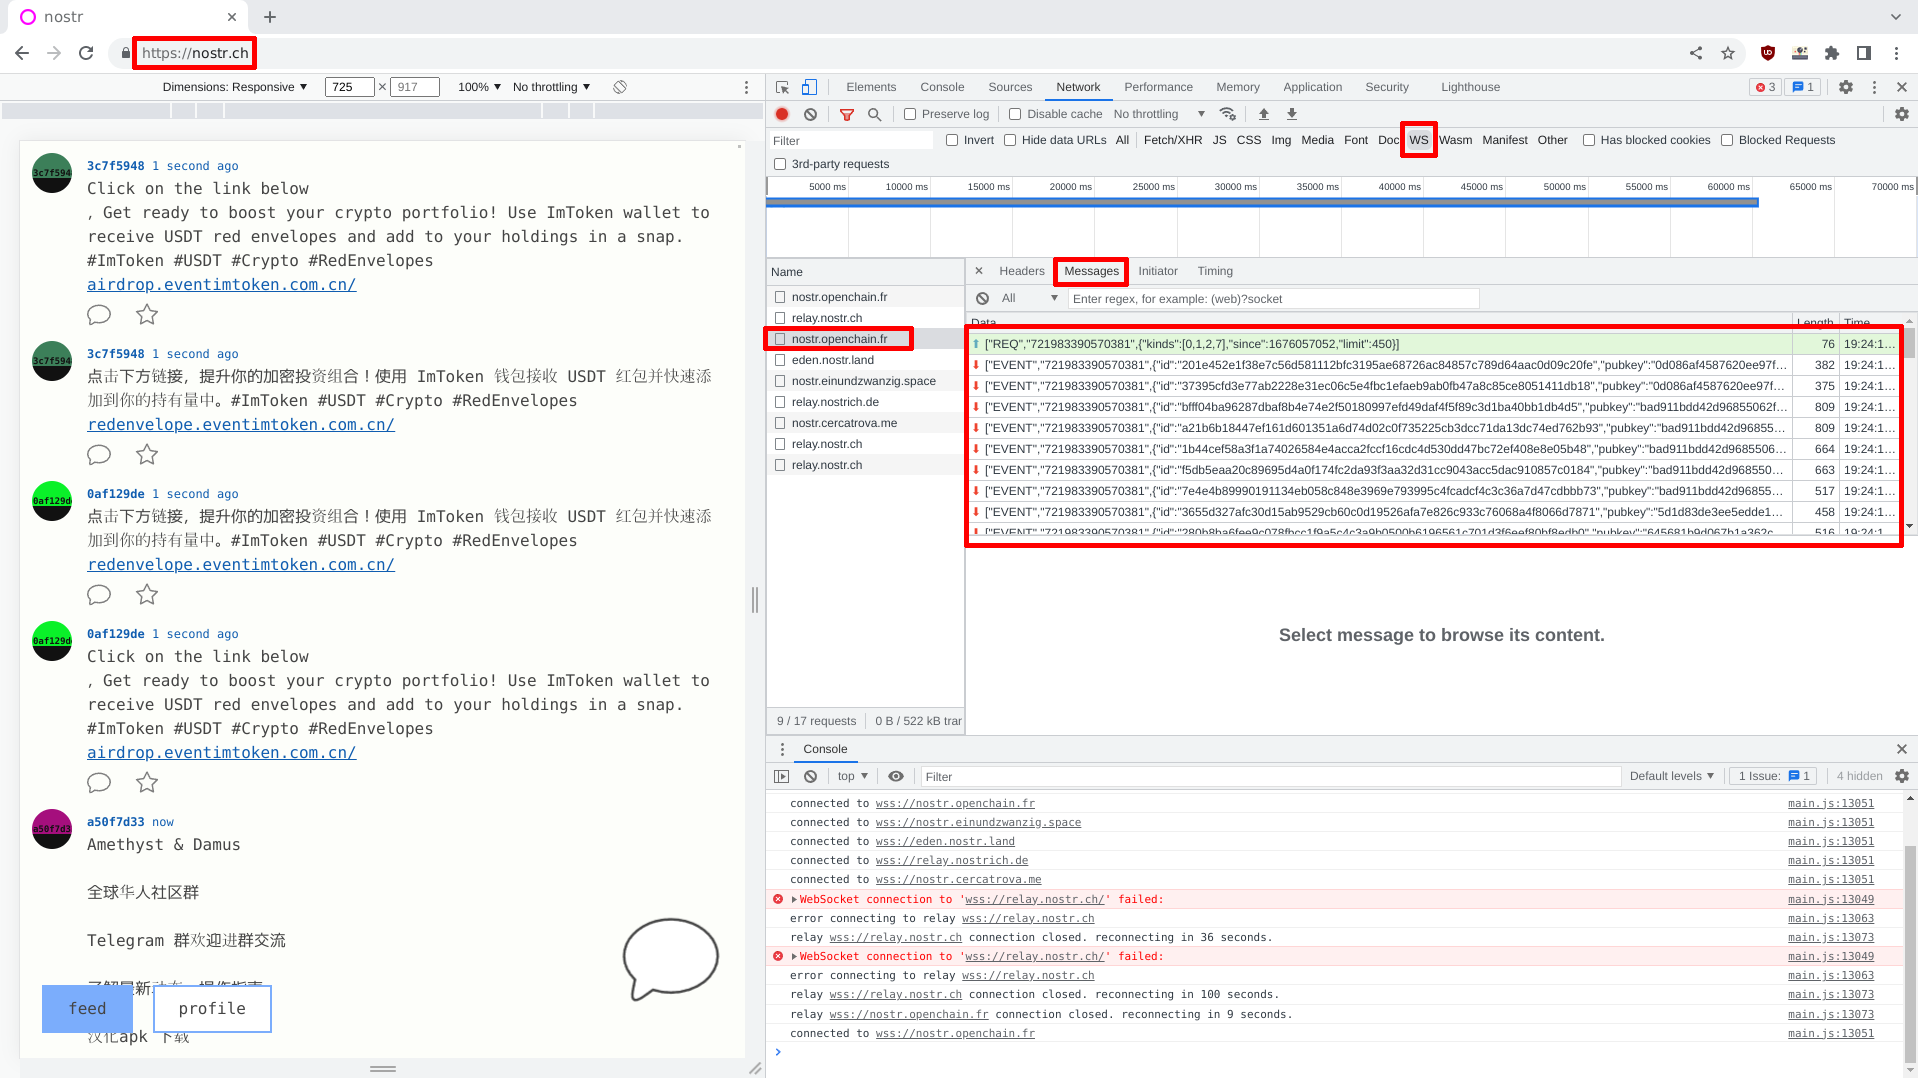 nostr
https://nostr.ch
Dimensions: Responsive 725 × 917 100% No throttling
3c7f5948 1 second ago
Click on the link below
, Get ready to boost your crypto portfolio! Use ImToken wallet to
receive USDT red envelopes and add to your holdings in a snap.
#ImToken #USDT #Crypto #RedEnvelopes
airdrop.eventimtoken.com.cn/
3c7f5948 1 second ago
点击下方链接，提升你的加密投资组合！使用 ImToken 钱包接收 USDT 红包并快速添
加到你的持有量中。#ImToken #USDT #Crypto #RedEnvelopes
redenvelope.eventimtoken.com.cn/
0af129de 1 second ago
点击下方链接，提升你的加密投资组合！使用 ImToken 钱包接收 USDT 红包并快速添
加到你的持有量中。#ImToken #USDT #Crypto #RedEnvelopes
redenvelope.eventimtoken.com.cn/
0af129de 1 second ago
Click on the link below
, Get ready to boost your crypto portfolio! Use ImToken wallet to
receive USDT red envelopes and add to your holdings in a snap.
#ImToken #USDT #Crypto #RedEnvelopes
airdrop.eventimtoken.com.cn/
a50f7d33 now
Amethyst & Damus
全球华人社区群
Telegram 群欢迎进群交流
feed profile
汉化apk 下载
Elements Console Sources Network Performance Memory Application Security Lighthouse 3 1
Preserve log Disable cache No throttling
Filter Invert Hide data URLs All Fetch/XHR JS CSS Img Media Font Doc WS Wasm Manifest Other Has blocked cookies Blocked Requests
3rd-party requests
5000 ms 10000 ms 15000 ms 20000 ms 25000 ms 30000 ms 35000 ms 40000 ms 45000 ms 50000 ms 55000 ms 60000 ms 65000 ms 70000 ms
Name
nostr.openchain.fr
relay.nostr.ch
nostr.openchain.fr
eden.nostr.land
nostr.einundzwanzig.space
relay.nostrich.de
nostr.cercatrova.me
relay.nostr.ch
relay.nostr.ch
9 / 17 requests 0 B / 522 kB trar
Headers Messages Initiator Timing
All Enter regex, for example: (web)?socket
Data Length Time
["REQ","721983390570381",{"kinds":[0,1,2,7],"since":1676057052,"limit":450}] 76 19:24:1…
["EVENT","721983390570381",{"id":"201e452e1f38e7c56d581112bfc3195ae68726ac84857c789d64aac0d09c20fe","pubkey":"0d086af4587620ee97f… 382 19:24:1…
["EVENT","721983390570381",{"id":"37395cfd3e77ab2228e31ec06c5e4fbc1efaeb9ab0fb47a8c85ce8051411db18","pubkey":"0d086af4587620ee97f… 375 19:24:1…
["EVENT","721983390570381",{"id":"bfff04ba96287dbaf8b4e74e2f50180997efd49daf4f5f89c3d1ba40bb1db4d5","pubkey":"bad911bdd42d96855062f… 809 19:24:1…
["EVENT","721983390570381",{"id":"a21b6b18447ef161d601351a6d74d02c0f735225cb3dcc71da13dc74ed762b93","pubkey":"bad911bdd42d96855… 809 19:24:1…
["EVENT","721983390570381",{"id":"1b44cef58a3f1a74026584e4acca2fccf16cdc4d530dd47bc72ef408e8e05b48","pubkey":"bad911bdd42d9685506… 664 19:24:1…
["EVENT","721983390570381",{"id":"f5db5eaa20c89695d4a0f174fc2da93f3aa32d31cc9043acc5dac910857c0184","pubkey":"bad911bdd42d968550… 663 19:24:1…
["EVENT","721983390570381",{"id":"7e4e4b89990191134eb058c848e3969e793995c4fcadcf4c3c36a7d47cdbbb73","pubkey":"bad911bdd42d96855… 517 19:24:1…
["EVENT","721983390570381",{"id":"3655d327afc30d15ab9529cb60c0d19526afa7e826c933c76068a4f8066d7871","pubkey":"5d1d83de3ee5edde1… 458 19:24:1…
Select message to browse its content.
Console
top Filter Default levels 1 Issue: 1 4 hidden
connected to wss://nostr.openchain.fr main.js:13051
connected to wss://nostr.einundzwanzig.space main.js:13051
connected to wss://eden.nostr.land main.js:13051
connected to wss://relay.nostrich.de main.js:13051
connected to wss://nostr.cercatrova.me main.js:13051
WebSocket connection to 'wss://relay.nostr.ch/' failed: main.js:13049
error connecting to relay wss://relay.nostr.ch main.js:13063
relay wss://relay.nostr.ch connection closed. reconnecting in 36 seconds. main.js:13073
WebSocket connection to 'wss://relay.nostr.ch/' failed: main.js:13049
error connecting to relay wss://relay.nostr.ch main.js:13063
relay wss://relay.nostr.ch connection closed. reconnecting in 100 seconds. main.js:13073
relay wss://nostr.openchain.fr connection closed. reconnecting in 9 seconds. main.js:13073
connected to wss://nostr.openchain.fr main.js:13051